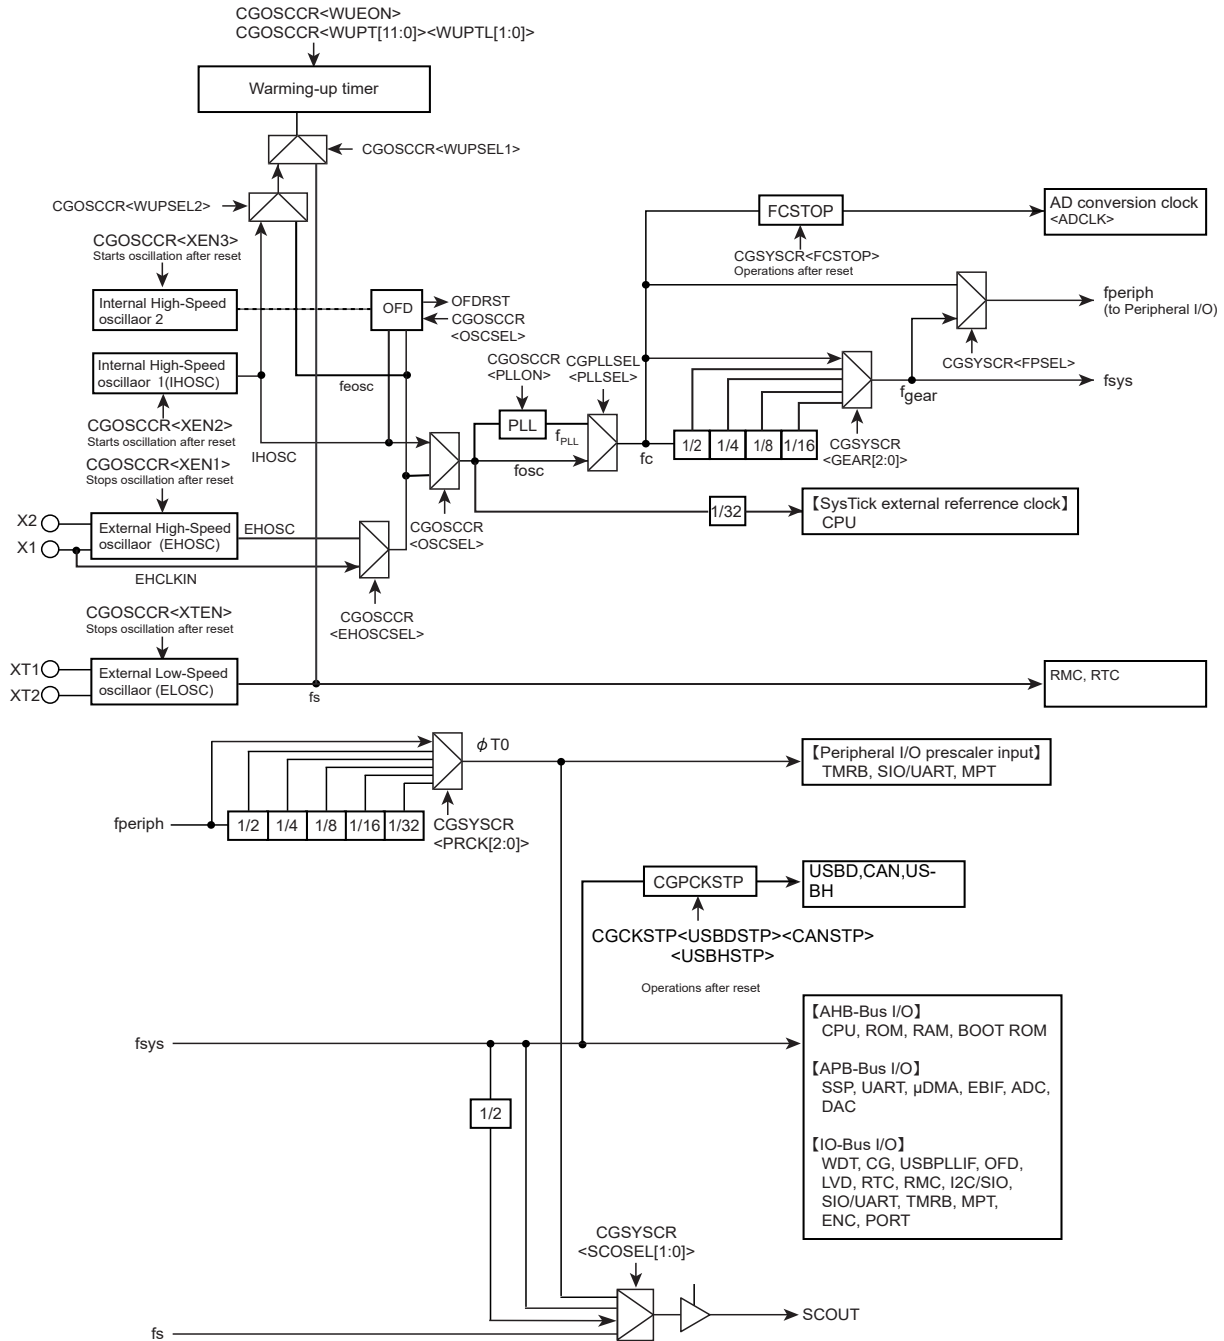 CGOSCCR<WUEON>
CGOSCCR<WUPT[11:0]><WUPTL[1:0]>
Warming-up timer
CGOSCCR<WUPSEL1>
CGOSCCR<WUPSEL2>
FCSTOP
AD conversion clock
<ADCLK>
CGOSCCR<XEN3>
Starts oscillation after reset
CGSYSCR<FCSTOP>
Operations after reset
Internal High-Speed
oscillaor 2
OFD
OFDRST
CGOSCCR
<OSCSEL>
fperiph
(to Peripheral I/O)
Internal High-Speed
oscillaor 1(IHOSC)
feosc
CGOSCCR
<PLLON>
CGPLLSEL
<PLLSEL>
CGSYSCR<FPSEL>
fsys
fgear
CGOSCCR<XEN2>
Starts oscillation after reset
IHOSC
PLL
fPLL
fosc
fc
1/2
1/4
1/8
1/16
CGSYSCR
<GEAR[2:0]>
CGOSCCR<XEN1>
Stops oscillation after reset
X2
X1
External High-Speed
oscillaor (EHOSC)
EHOSC
EHCLKIN
CGOSCCR
<OSCSEL>
1/32
【SysTick external referrence clock】
CPU
CGOSCCR
<EHOSCSEL>
CGOSCCR<XTEN>
Stops oscillation after reset
XT1
XT2
External Low-Speed
oscillaor (ELOSC)
fs
RMC, RTC
ϕT0
【Peripheral I/O prescaler input】
TMRB, SIO/UART, MPT
fperiph
1/2
1/4
1/8
1/16
1/32
CGSYSCR
<PRCK[2:0]>
CGPCKSTP
USBD,CAN,US-
BH
CGCKSTP<USBDSTP><CANSTP>
<USBHSTP>
Operations after reset
fsys
1/2
【AHB-Bus I/O】
CPU, ROM, RAM, BOOT ROM
【APB-Bus I/O】
SSP, UART, µDMA, EBIF, ADC,
DAC
【IO-Bus I/O】
WDT, CG, USBPLLIF, OFD,
LVD, RTC, RMC, I2C/SIO,
SIO/UART, TMRB, MPT,
ENC, PORT
CGSYSCR
<SCOSEL[1:0]>
SCOUT
fs